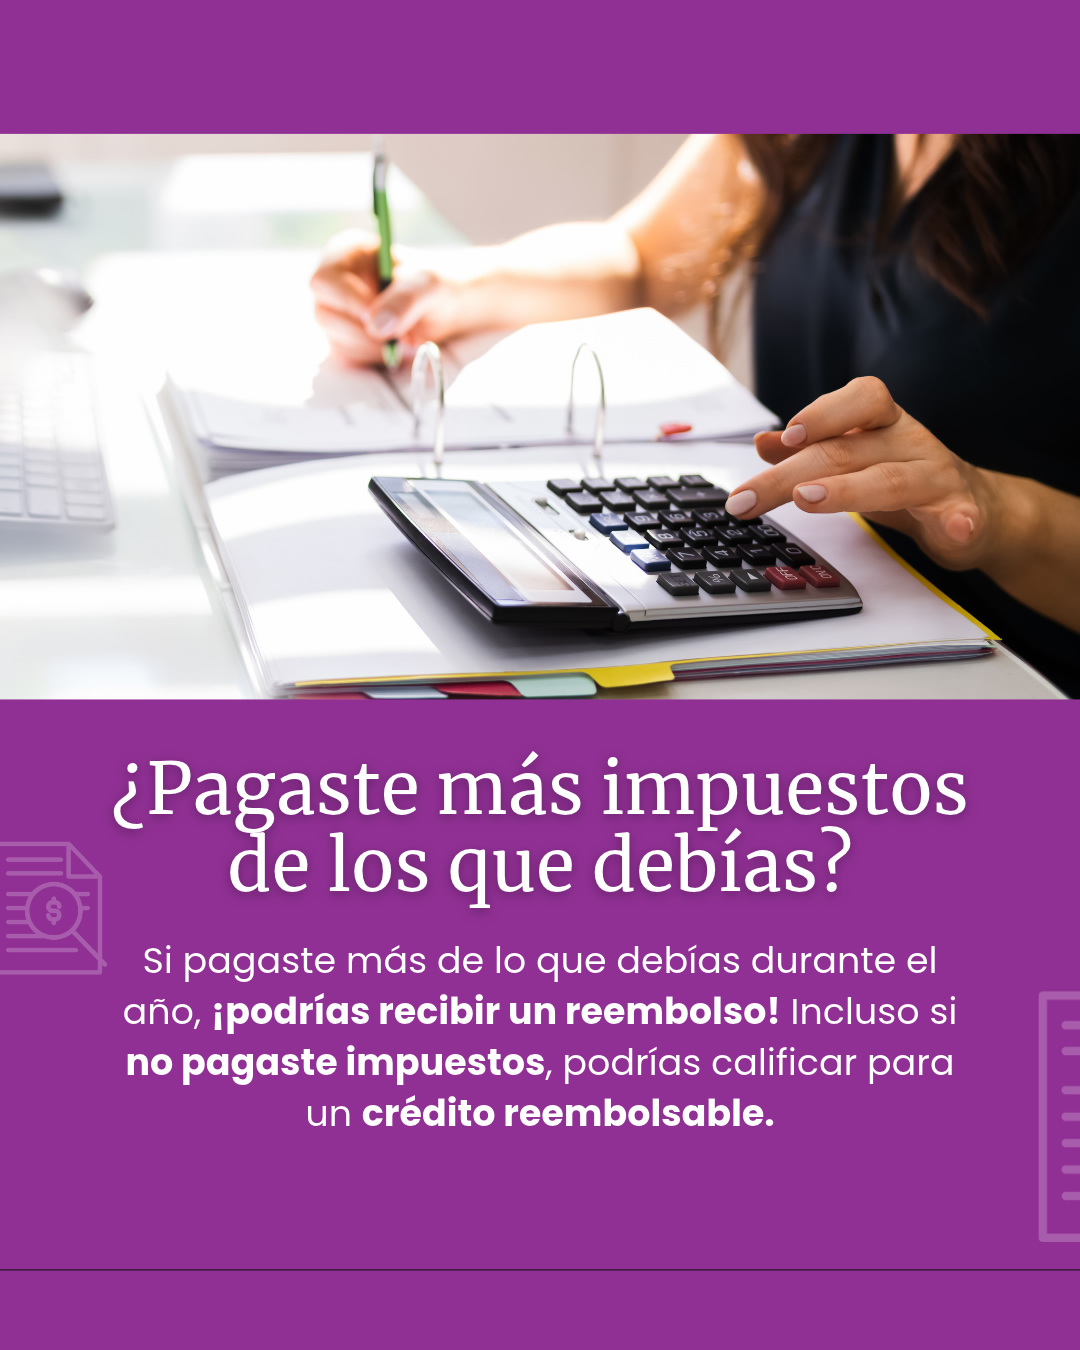 ¿Pagaste más impuestos
de los que debías?
Si pagaste más de lo que debías durante el
año, ¡podrías recibir un reembolso! Incluso si
no pagaste impuestos, podrías calificar para
un crédito reembolsable.